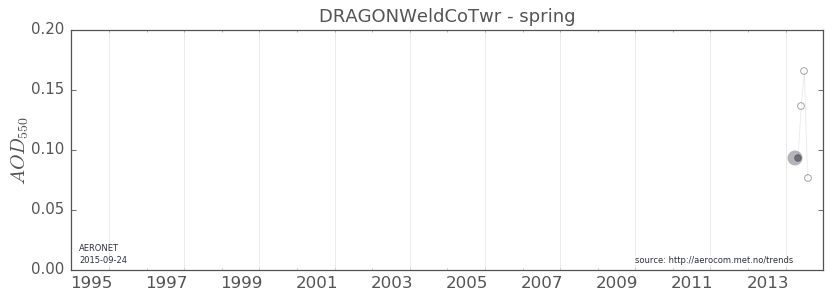 DRAGONWeldCoTwr - spring
0.20
0.15
0.10
0.05
0.00
AOD550
AERONET
2015-09-24
source: http://aerocom.met.no/trends
1995 1997 1999 2001 2003 2005 2007 2009 2011 2013